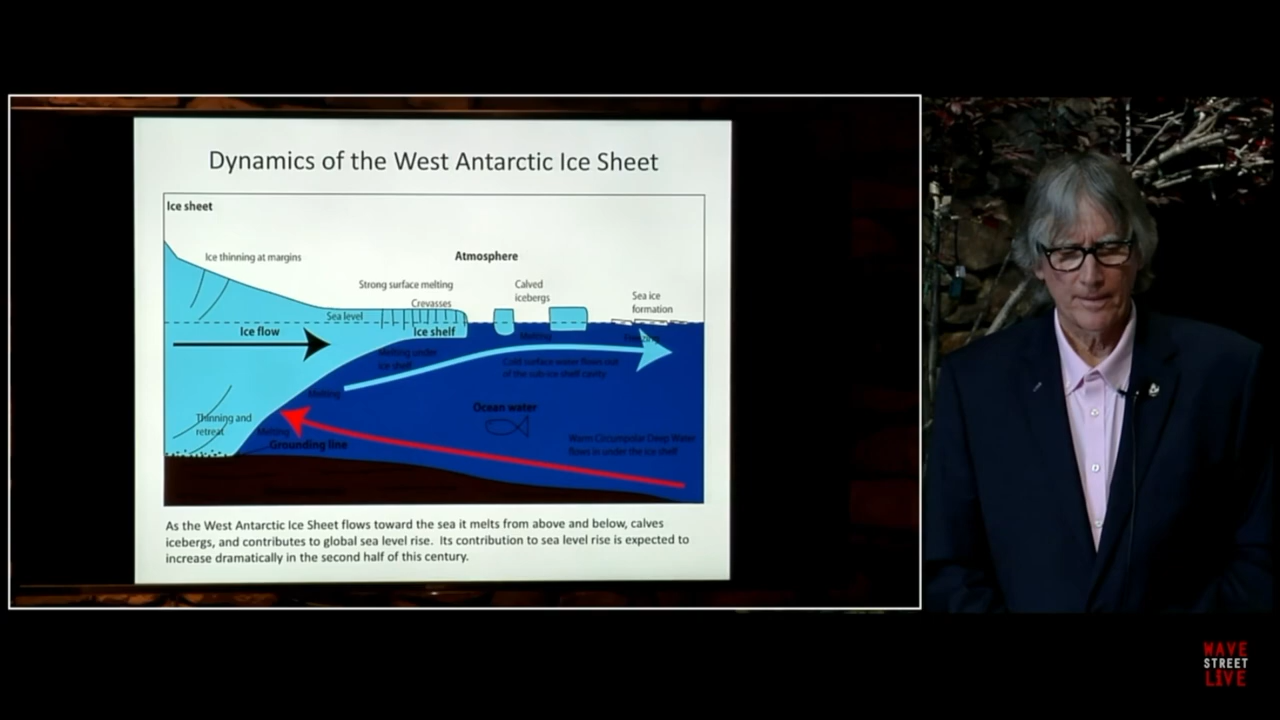 Dynamics of the West Antarctic Ice Sheet
Ice sheet
Ice thinning at margins
Atmosphere
Strong surface melting
Calved
icebergs
Crevasses
Sea ice
formation
Sea level
Ice flow
Ice shelf
Melting
Melting under
ice shelf
Cold surface water flows out
of the sub-ice shelf cavity
Melting
Ocean water
Thinning and
retreat
Melting
Grounding line
Warm Circumpolar Deep Water
flows in under the ice shelf
As the West Antarctic Ice Sheet flows toward the sea it melts from above and below, calves
icebergs, and contributes to global sea level rise. Its contribution to sea level rise is expected to
increase dramatically in the second half of this century.
WAVE
STREET
LIVE